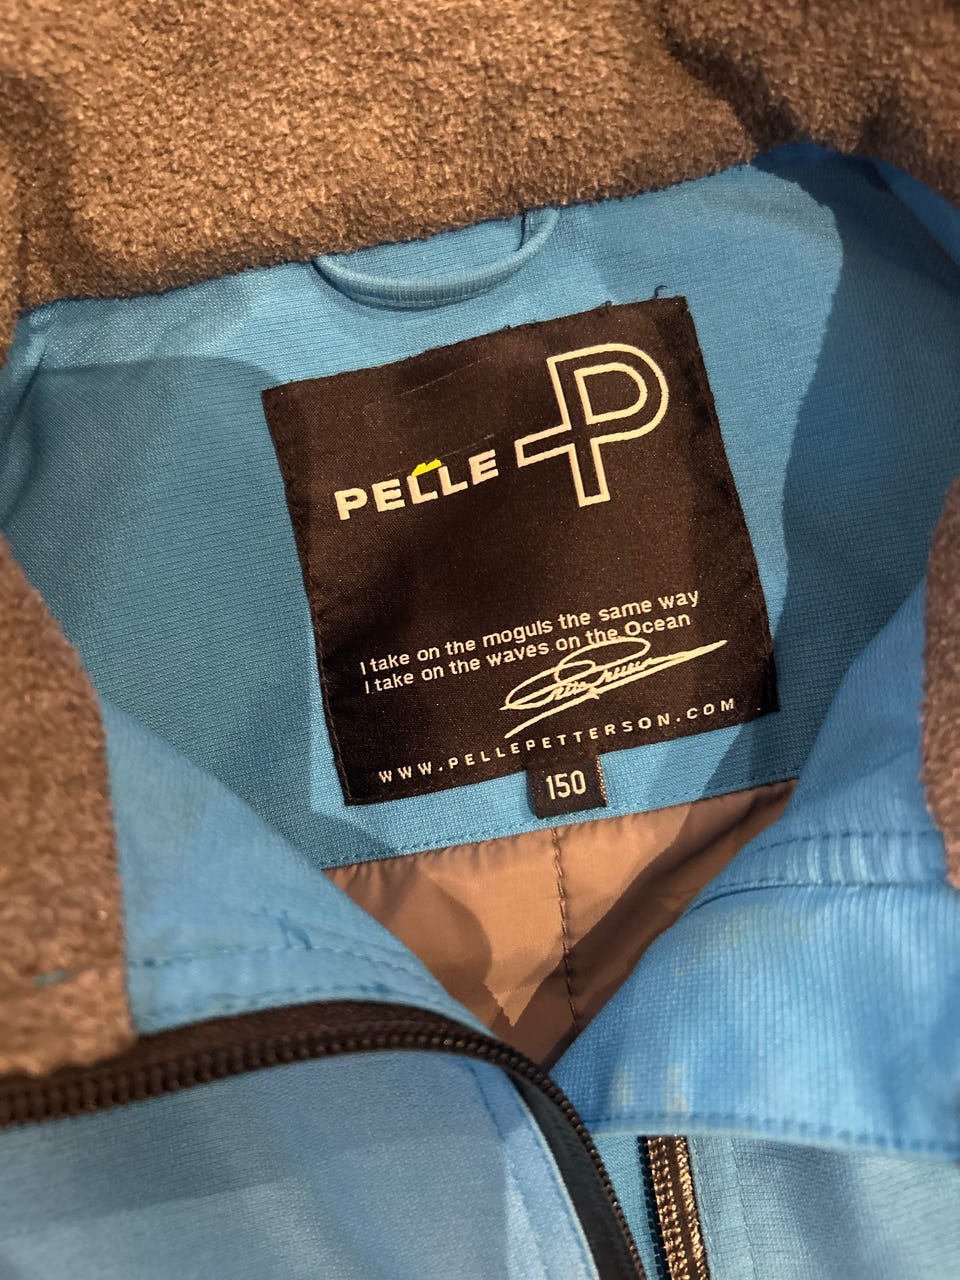 PELLE P
I take on the moguls the same way
I take on the waves on the Ocean
WWW.PELLEPETTERSON.COM
150